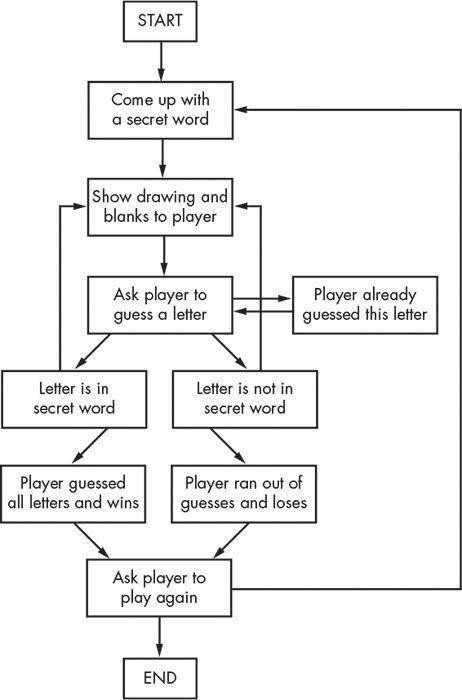 START
Come up with
a secret word
Show drawing and
blanks to player
Ask player to
guess a letter
Player already
guessed this letter
Letter is in
secret word
Letter is not in
secret word
Player guessed
all letters and wins
Player ran out of
guesses and loses
Ask player to
play again
END